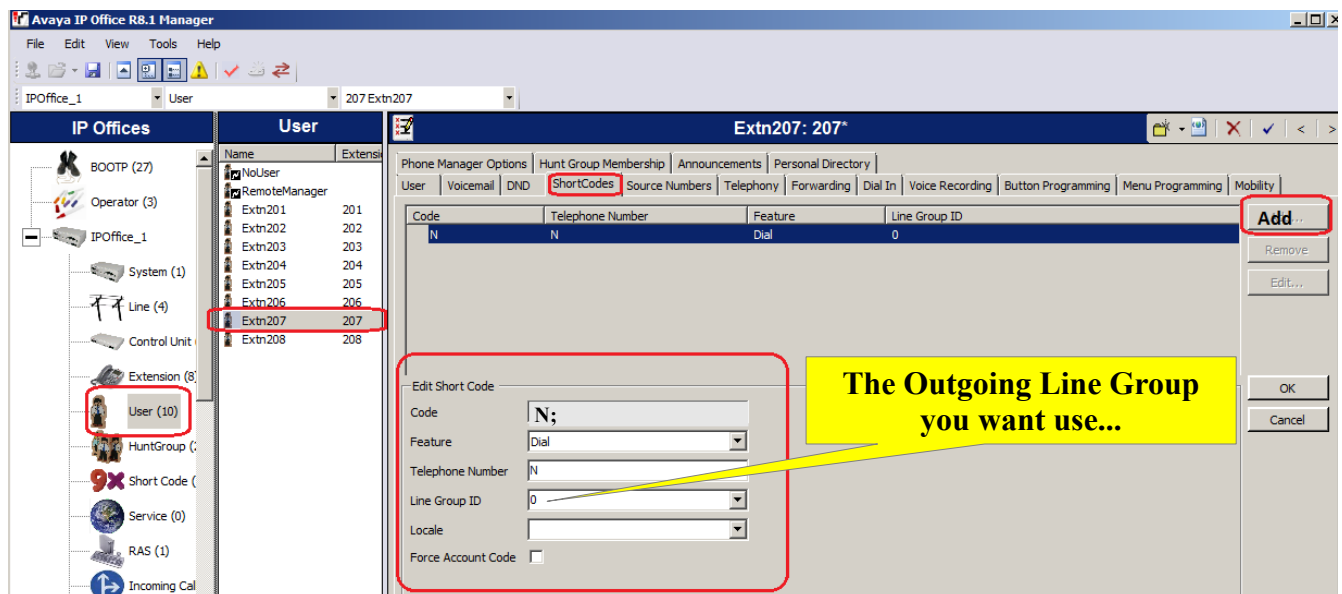 Avaya IP Office R8.1 Manager
File Edit View Tools Help
IPOffice_1 User 207 Extn207
IP Offices
BOOTP (27)
Operator (3)
IPOffice_1
System (1)
Line (4)
Control Unit
Extension (8
User (10)
HuntGroup (
Short Code (
Service (0)
RAS (1)
Incoming Cal
User
Name Extensi
NoUser
RemoteManager
Extn201 201
Extn202 202
Extn203 203
Extn204 204
Extn205 205
Extn206 206
Extn207 207
Extn208 208
Extn207: 207*
Phone Manager Options Hunt Group Membership Announcements Personal Directory
User Voicemail DND ShortCodes Source Numbers Telephony Forwarding Dial In Voice Recording Button Programming Menu Programming Mobility
Code Telephone Number Feature Line Group ID
N N Dial 0
Add...
Remove
Edit...
Edit Short Code
Code N;
Feature Dial
Telephone Number N
Line Group ID 0
Locale
Force Account Code
The Outgoing Line Group
you want use...
OK
Cancel